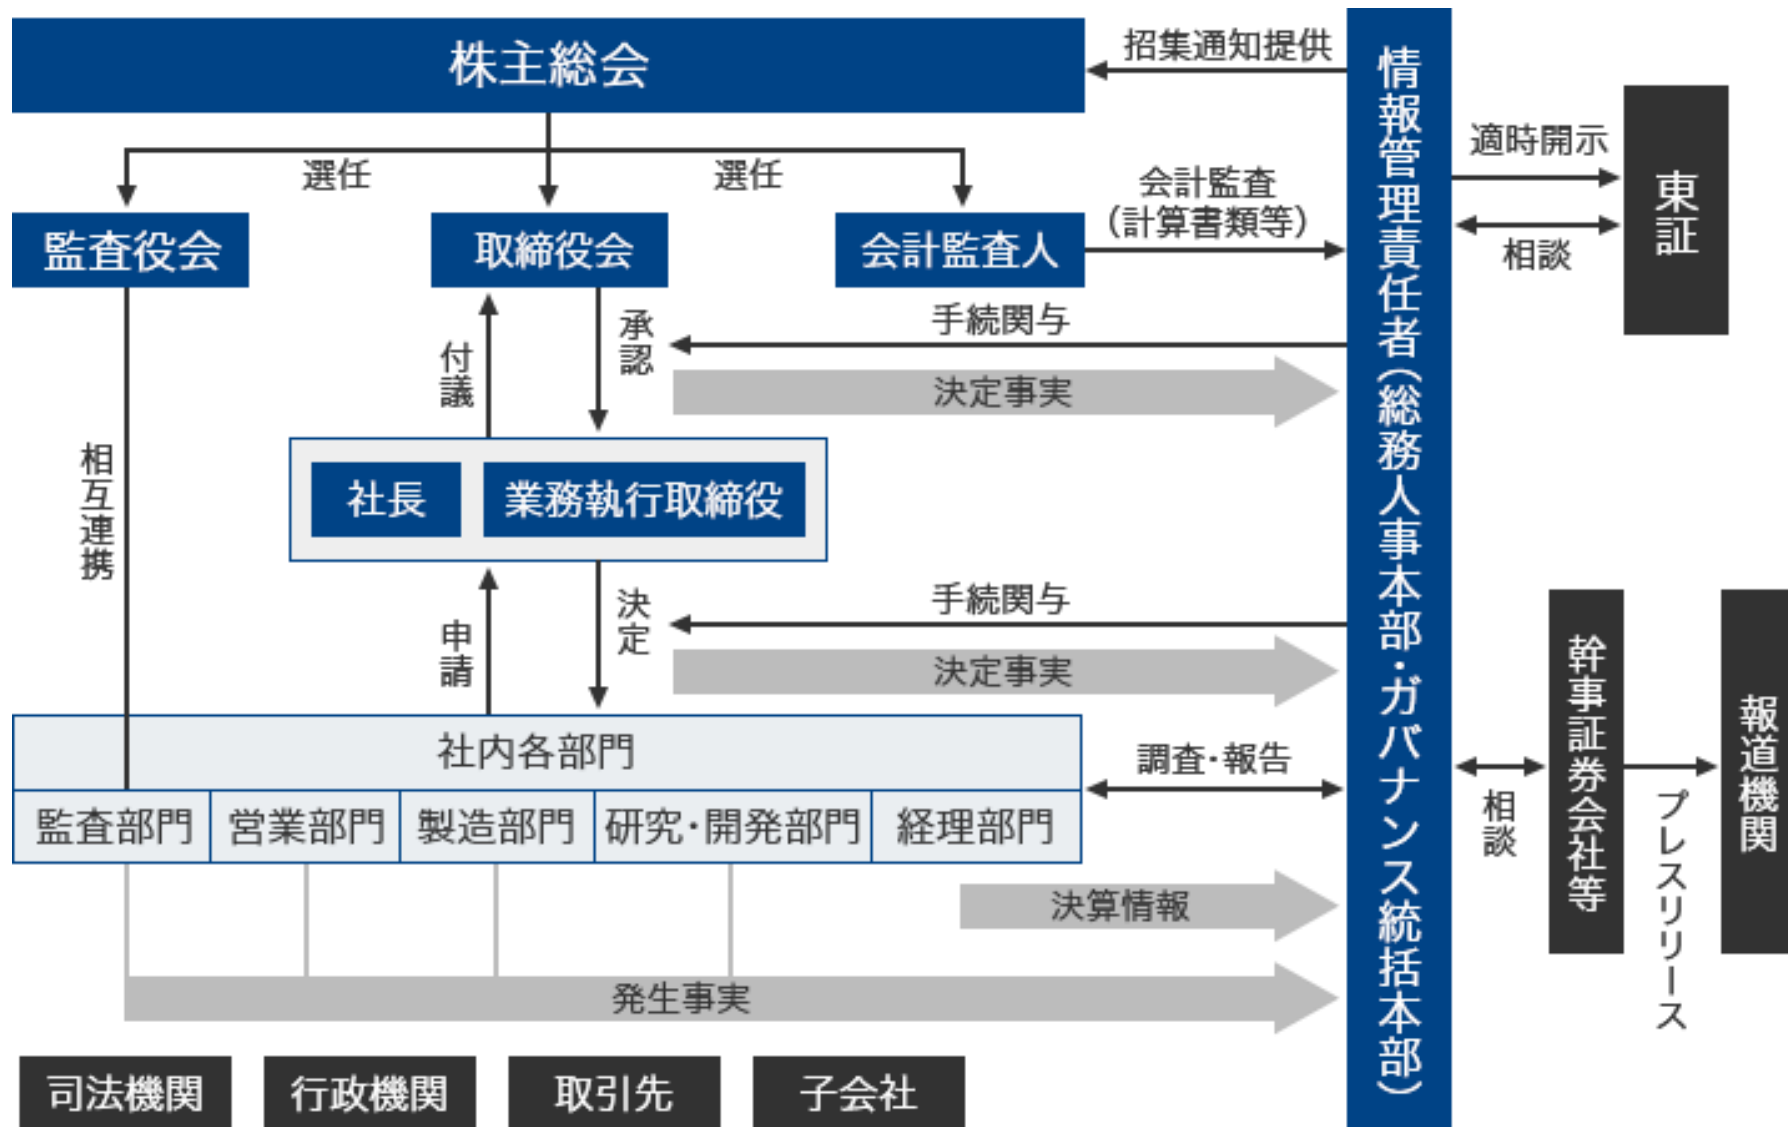 株主総会
招集通知提供
選任
選任
監査役会
取締役会
会計監査人
会計監査
（計算書類等）
適時開示
東証
相談
付議
承認
手続関与
決定事実
相互連携
社長
業務執行取締役
申請
決定
手続関与
決定事実
情報管理責任者（総務人事本部・ガバナンス統括本部）
社内各部門
監査部門
営業部門
製造部門
研究・開発部門
経理部門
調査・報告
相談
幹事証券会社等
プレスリリース
報道機関
決算情報
発生事実
司法機関
行政機関
取引先
子会社